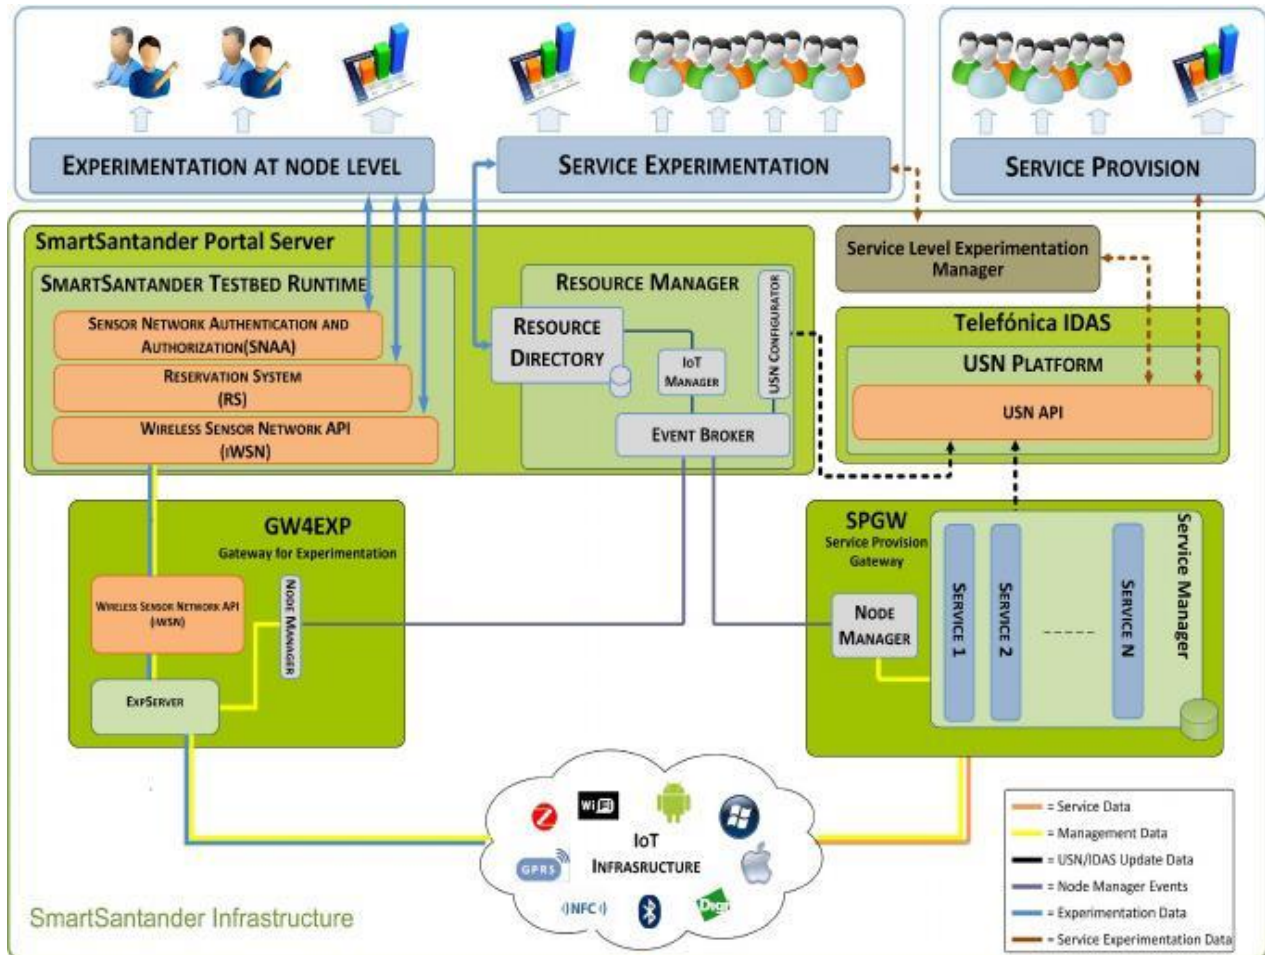 EXPERIMENTATION AT NODE LEVEL
SERVICE EXPERIMENTATION
SERVICE PROVISION
SmartSantander Portal Server
SMARTSANTANDER TESTBED RUNTIME
SENSOR NETWORK AUTHENTICATION AND
AUTHORIZATION(SNAA)
RESERVATION SYSTEM
(RS)
WIRELESS SENSOR NETWORK API
(IWSN)
RESOURCE MANAGER
RESOURCE
DIRECTORY
IOT
MANAGER
USN CONFIGURATOR
EVENT BROKER
Service Level Experimentation
Manager
Telefónica IDAS
USN PLATFORM
USN API
GW4EXP
Gateway for Experimentation
WIRELESS SENSOR NETWORK API
(iWSN)
NODE MANAGER
EXPSERVER
SPGW
Service Provision
Gateway
NODE
MANAGER
SERVICE 1
SERVICE 2
SERVICE N
Service Manager
WiFi
IOT
INFRASRUCTURE
GPRS
NFC
Digi
= Service Data
= Management Data
= USN/IDAS Update Data
= Node Manager Events
= Experimentation Data
= Service Experimentation Data
SmartSantander Infrastructure